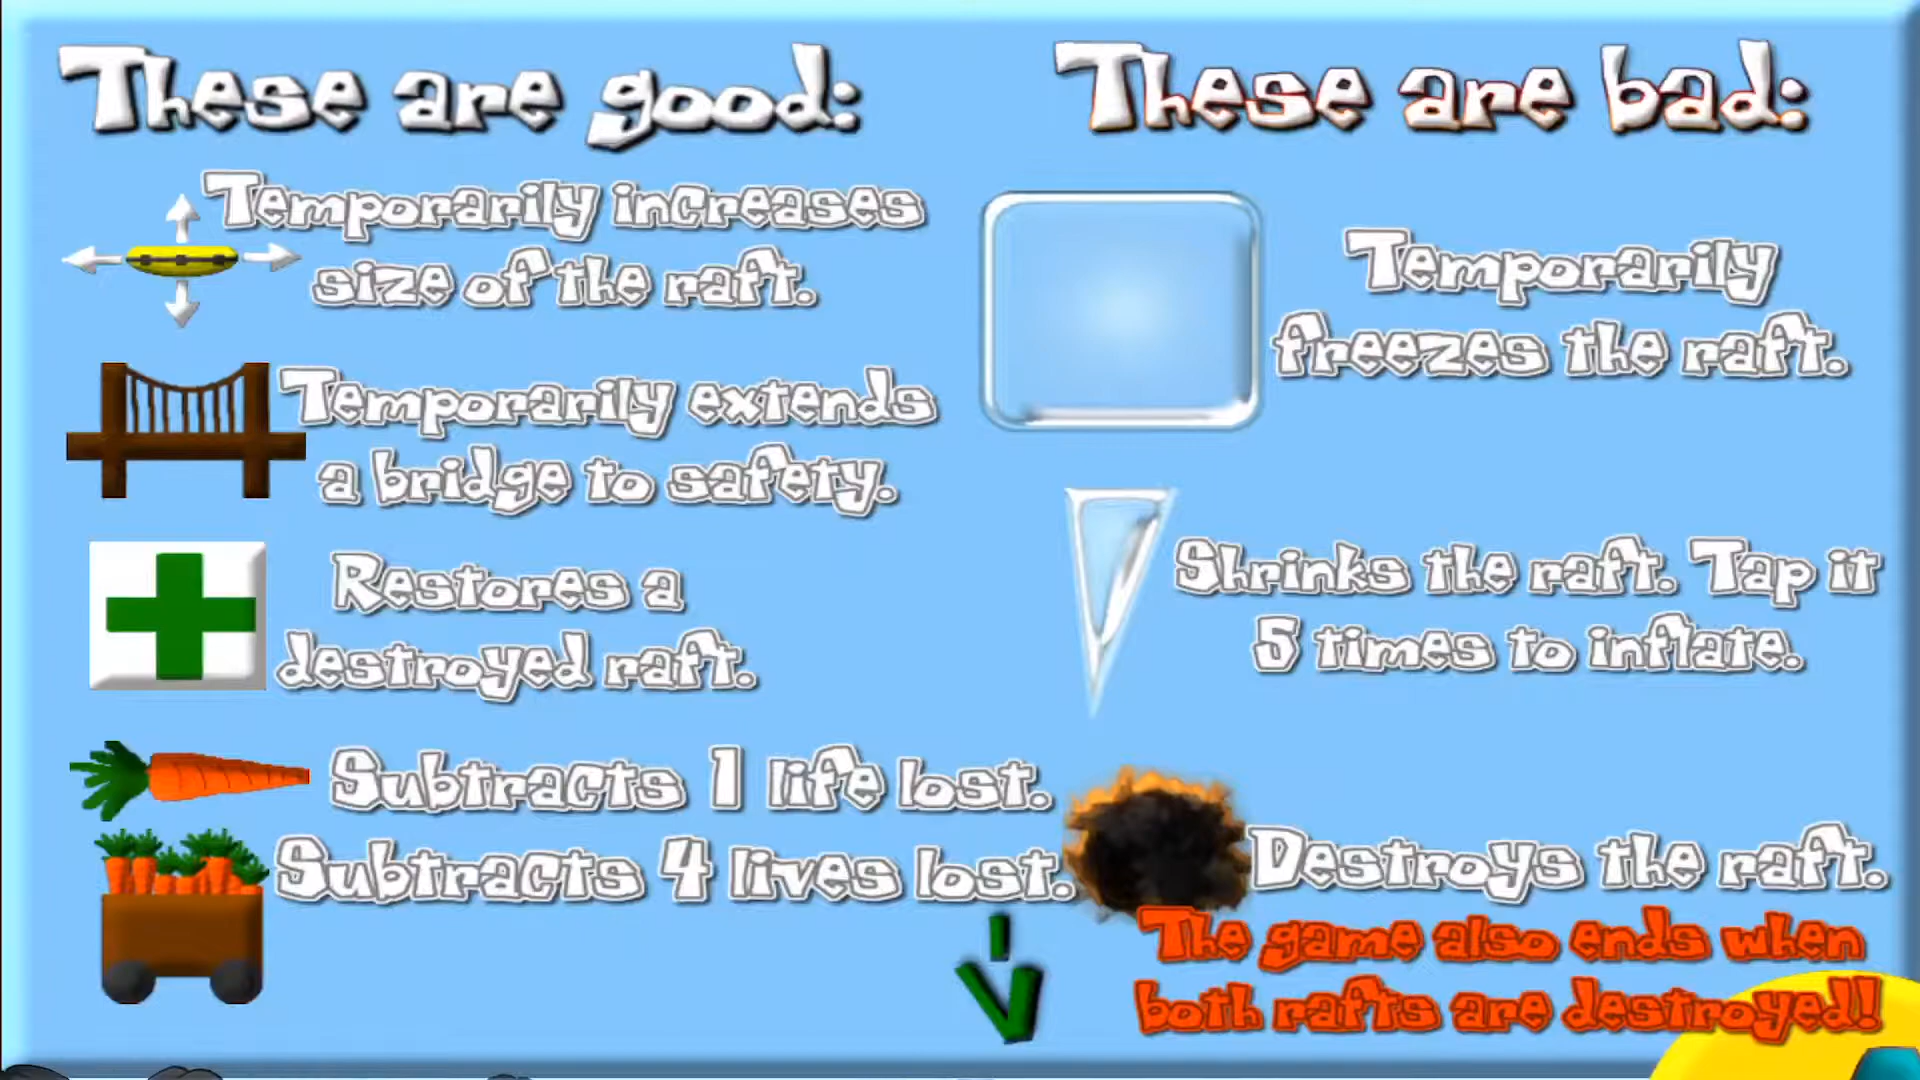 These are good:
Temporarily increases
size of the raft.
Temporarily extends
a bridge to safety.
Restores a
destroyed raft.
Subtracts 1 life lost.
Subtracts 4 lives lost.
These are bad:
Temporarily
freezes the raft.
Shrinks the raft. Tap it
5 times to inflate.
Destroys the raft.
The game also ends when
both rafts are destroyed!